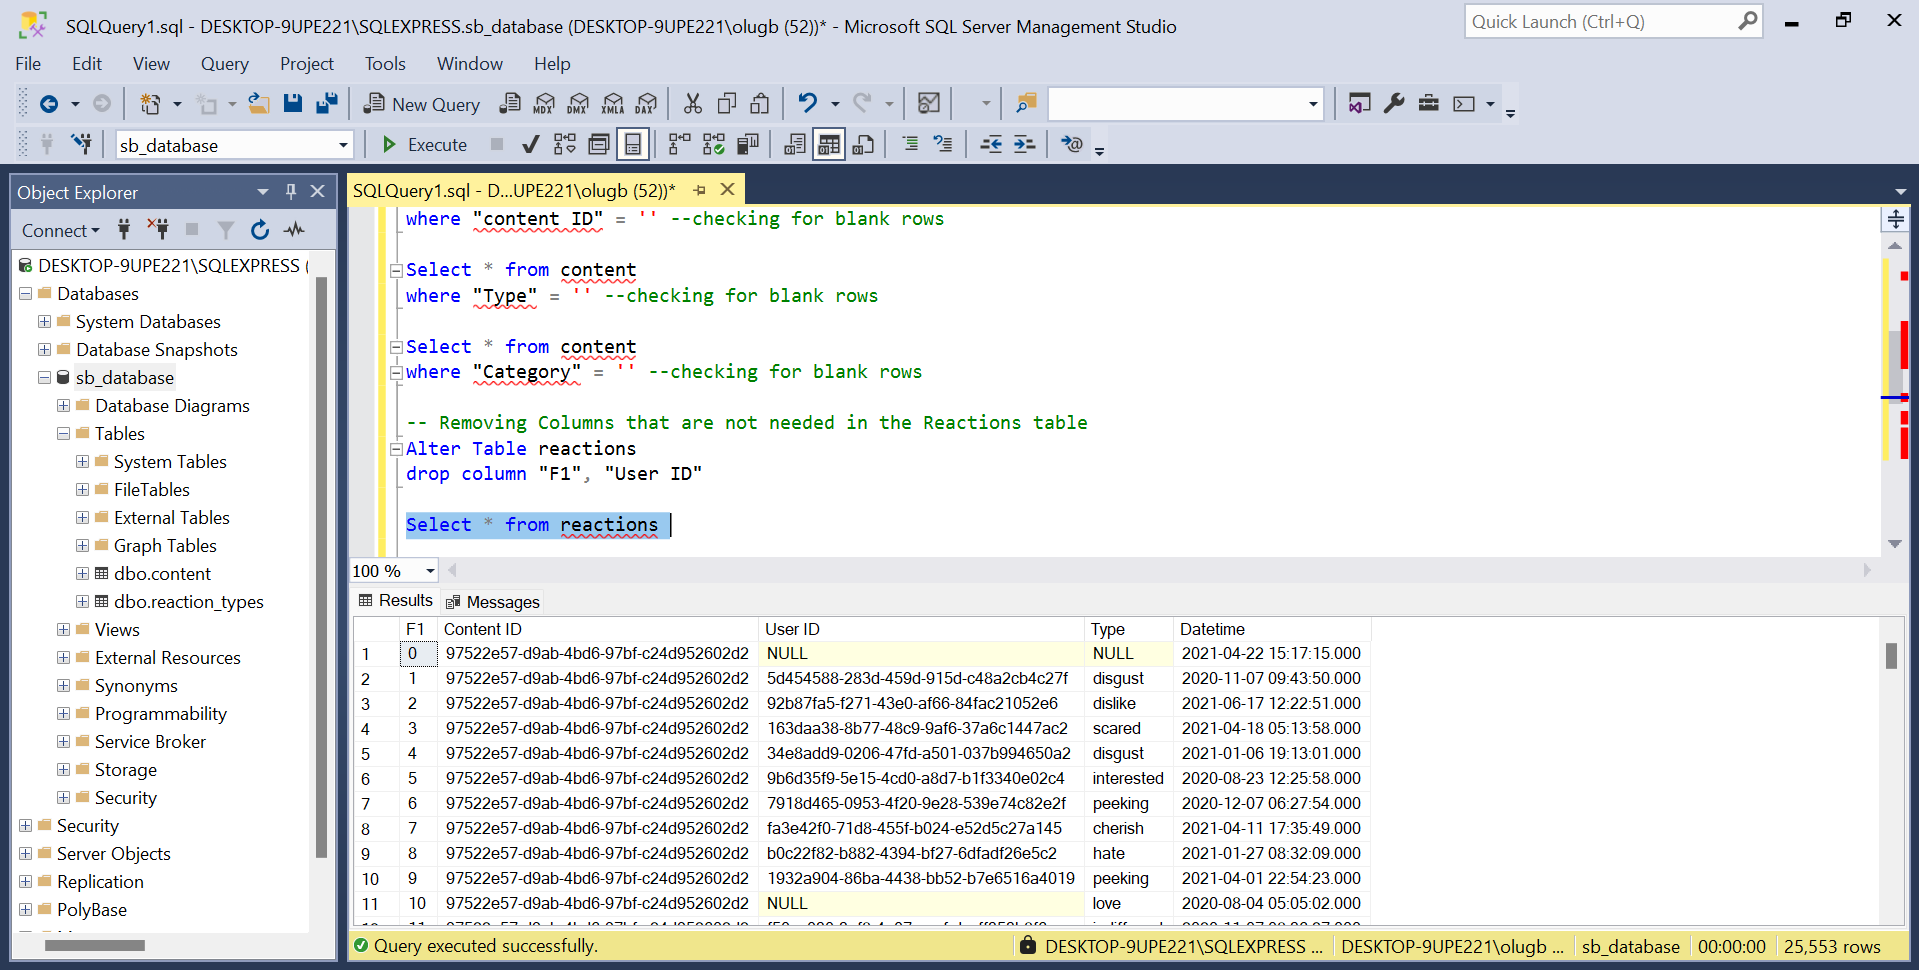 SQLQuery1.sql - DESKTOP-9UPE221\SQLEXPRESS.sb_database (DESKTOP-9UPE221\olugb (52))* - Microsoft SQL Server Management Studio
Quick Launch (Ctrl+Q)
File Edit View Query Project Tools Window Help
New Query MDX DMX XMLA DAX
sb_database Execute
Object Explorer
Connect
DESKTOP-9UPE221\SQLEXPRESS (
Databases
System Databases
Database Snapshots
sb_database
Database Diagrams
Tables
System Tables
FileTables
External Tables
Graph Tables
dbo.content
dbo.reaction_types
Views
External Resources
Synonyms
Programmability
Service Broker
Storage
Security
Security
Server Objects
Replication
PolyBase
SQLQuery1.sql - D...UPE221\olugb (52))*
where "content ID" = '' --checking for blank rows
Select * from content
where "Type" = '' --checking for blank rows
Select * from content
where "Category" = '' --checking for blank rows
-- Removing Columns that are not needed in the Reactions table
Alter Table reactions
drop column "F1", "User ID"
Select * from reactions
100 %
Results Messages
F1 Content ID User ID Type Datetime
1 0 97522e57-d9ab-4bd6-97bf-c24d952602d2 NULL NULL 2021-04-22 15:17:15.000
2 1 97522e57-d9ab-4bd6-97bf-c24d952602d2 5d454588-283d-459d-915d-c48a2cb4c27f disgust 2020-11-07 09:43:50.000
3 2 97522e57-d9ab-4bd6-97bf-c24d952602d2 92b87fa5-f271-43e0-af66-84fac21052e6 dislike 2021-06-17 12:22:51.000
4 3 97522e57-d9ab-4bd6-97bf-c24d952602d2 163daa38-8b77-48c9-9af6-37a6c1447ac2 scared 2021-04-18 05:13:58.000
5 4 97522e57-d9ab-4bd6-97bf-c24d952602d2 34e8add9-0206-47fd-a501-037b994650a2 disgust 2021-01-06 19:13:01.000
6 5 97522e57-d9ab-4bd6-97bf-c24d952602d2 9b6d35f9-5e15-4cd0-a8d7-b1f3340e02c4 interested 2020-08-23 12:25:58.000
7 6 97522e57-d9ab-4bd6-97bf-c24d952602d2 7918d465-0953-4f20-9e28-539e74c82e2f peeking 2020-12-07 06:27:54.000
8 7 97522e57-d9ab-4bd6-97bf-c24d952602d2 fa3e42f0-71d8-455f-b024-e52d5c27a145 cherish 2021-04-11 17:35:49.000
9 8 97522e57-d9ab-4bd6-97bf-c24d952602d2 b0c22f82-b882-4394-bf27-6dfadf26e5c2 hate 2021-01-27 08:32:09.000
10 9 97522e57-d9ab-4bd6-97bf-c24d952602d2 1932a904-86ba-4438-bb52-b7e6516a4019 peeking 2021-04-01 22:54:23.000
11 10 97522e57-d9ab-4bd6-97bf-c24d952602d2 NULL love 2020-08-04 05:05:02.000
Query executed successfully. DESKTOP-9UPE221\SQLEXPRESS ... DESKTOP-9UPE221\olugb ... sb_database 00:00:00 25,553 rows